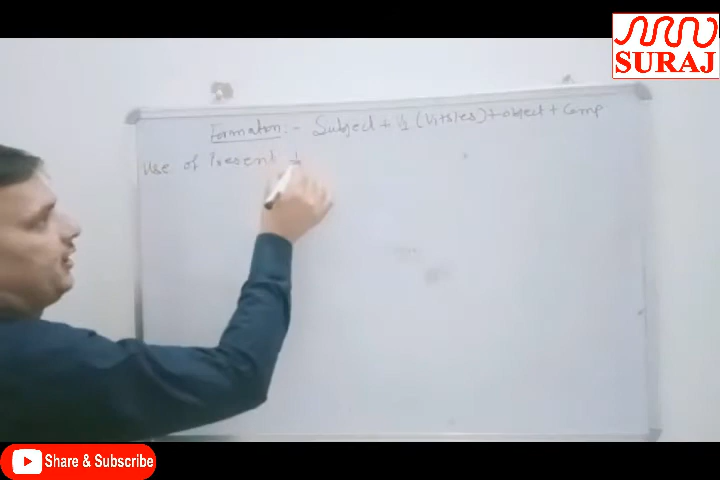 SURAJ
Formation:- Subject + V₁ (V₁+s/es) + object + Comp
Use of Present
Share & Subscribe